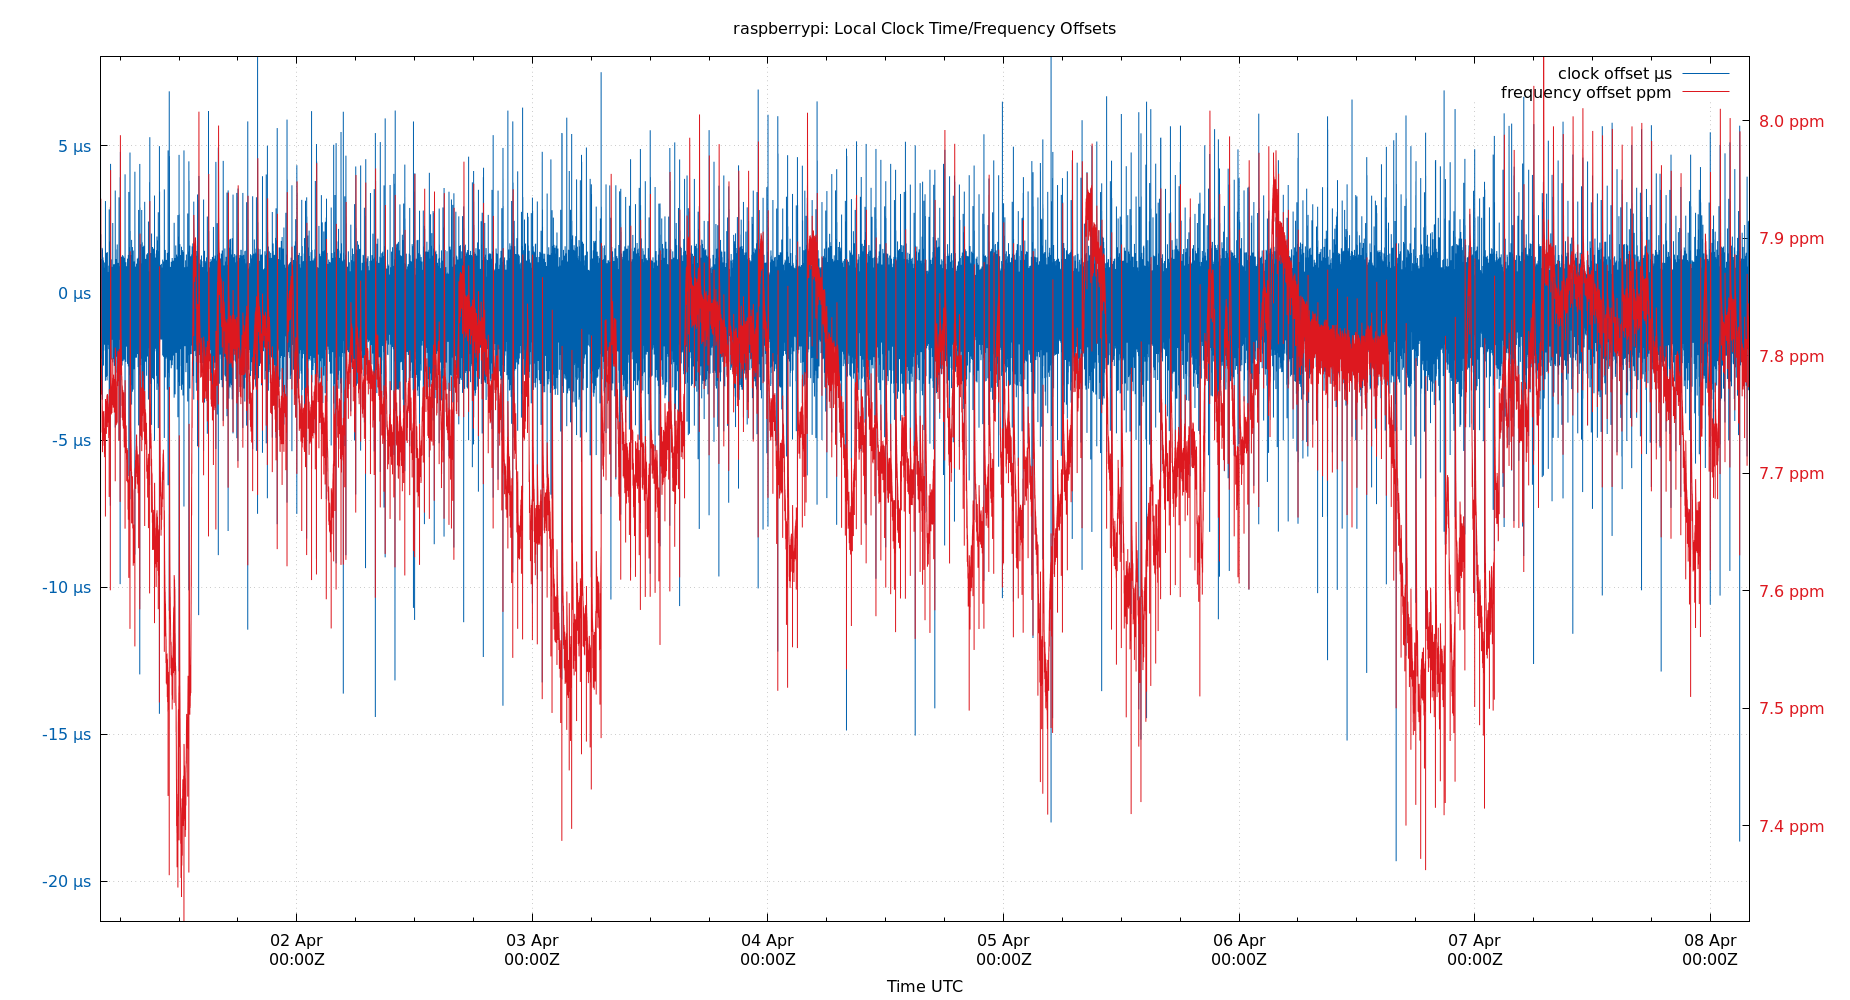 raspberrypi: Local Clock Time/Frequency Offsets
clock offset µs
frequency offset ppm
5 µs
0 µs
-5 µs
-10 µs
-15 µs
-20 µs
8.0 ppm
7.9 ppm
7.8 ppm
7.7 ppm
7.6 ppm
7.5 ppm
7.4 ppm
02 Apr
00:00Z
03 Apr
00:00Z
04 Apr
00:00Z
05 Apr
00:00Z
06 Apr
00:00Z
07 Apr
00:00Z
08 Apr
00:00Z
Time UTC